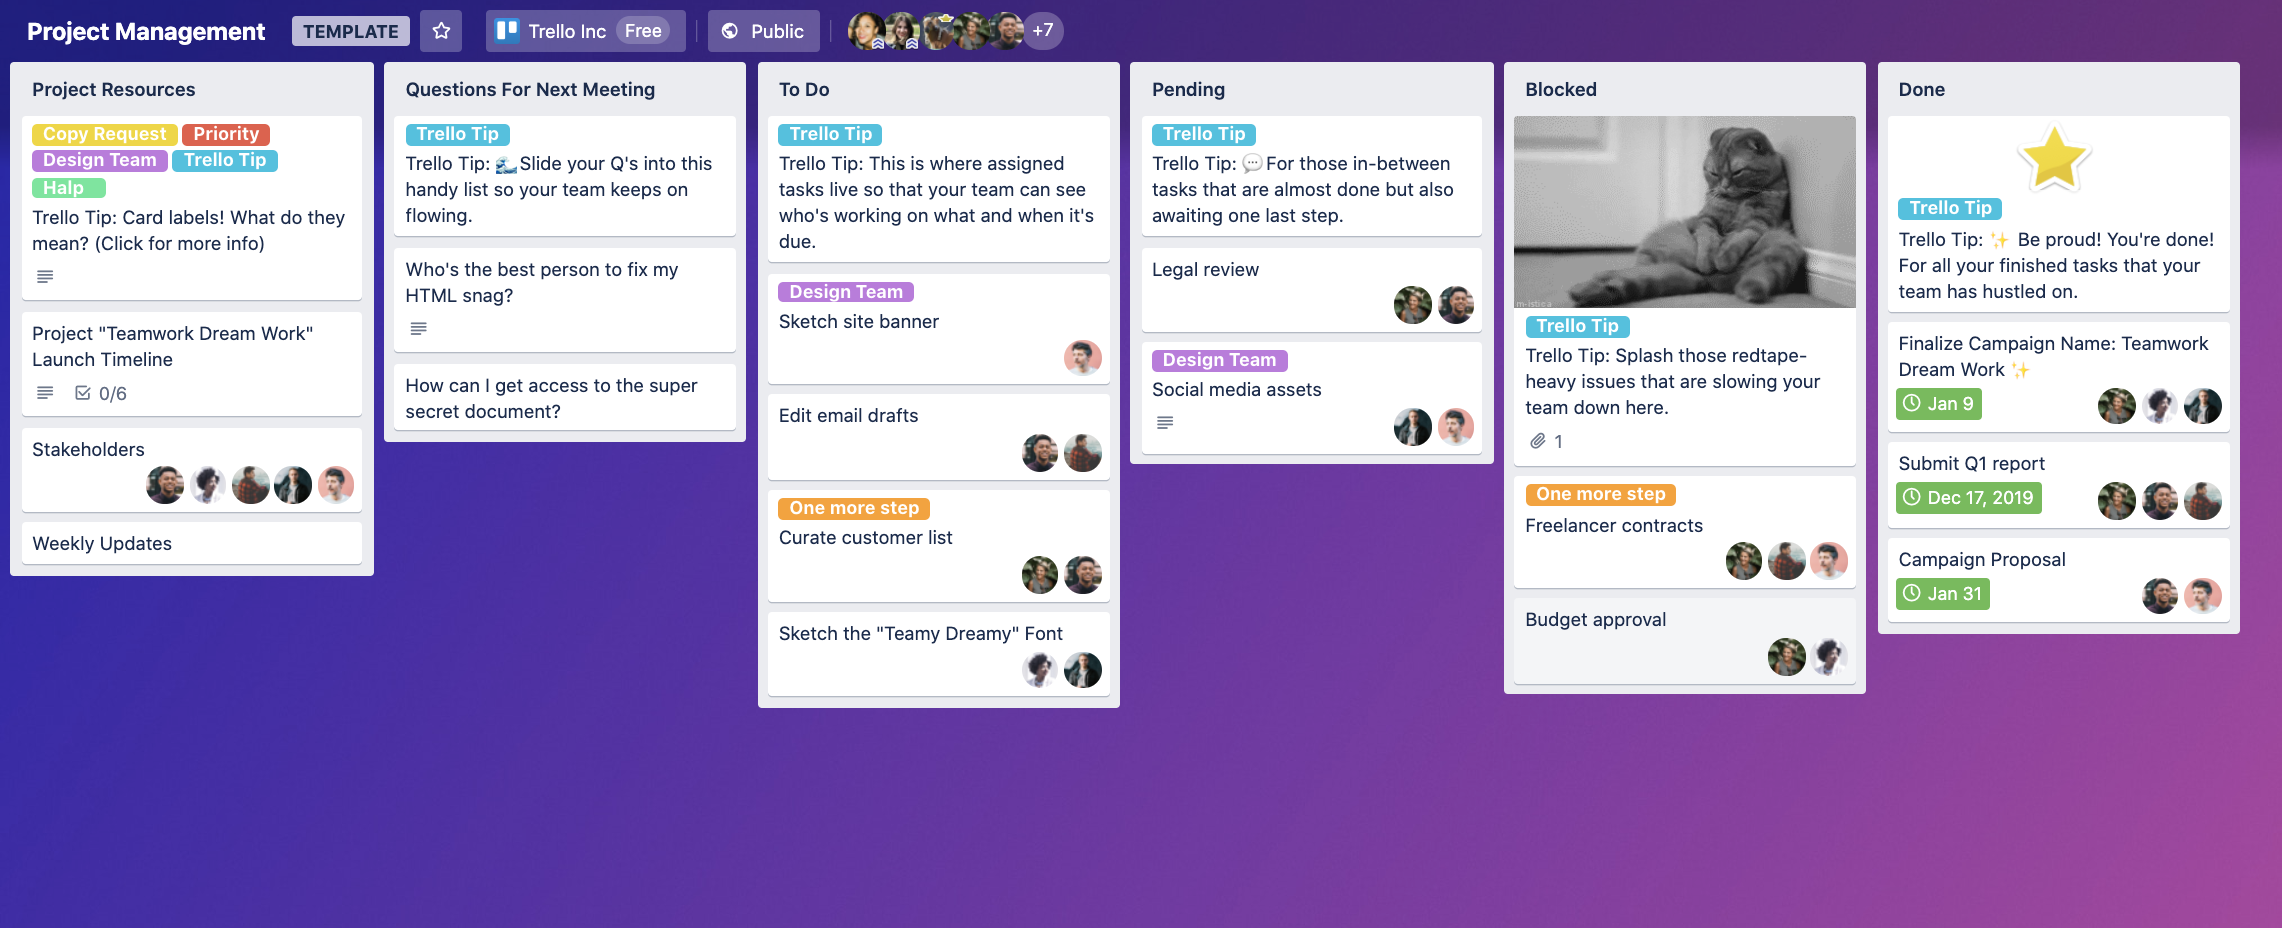 Project Management
TEMPLATE
Trello Inc Free
Public
+7
Project Resources
Copy Request Priority
Design Team Trello Tip
Halp
Trello Tip: Card labels! What do they
mean? (Click for more info)
Project "Teamwork Dream Work"
Launch Timeline
0/6
Stakeholders
Weekly Updates
Questions For Next Meeting
Trello Tip
Trello Tip: 🌊Slide your Q's into this
handy list so your team keeps on
flowing.
Who's the best person to fix my
HTML snag?
How can I get access to the super
secret document?
To Do
Trello Tip
Trello Tip: This is where assigned
tasks live so that your team can see
who's working on what and when it's
due.
Design Team
Sketch site banner
Edit email drafts
One more step
Curate customer list
Sketch the "Teamy Dreamy" Font
Pending
Trello Tip
Trello Tip: 💬For those in-between
tasks that are almost done but also
awaiting one last step.
Legal review
Design Team
Social media assets
Blocked
m-istica
Trello Tip
Trello Tip: Splash those redtape-
heavy issues that are slowing your
team down here.
1
One more step
Freelancer contracts
Budget approval
Done
Trello Tip
Trello Tip: ✨ Be proud! You're done!
For all your finished tasks that your
team has hustled on.
Finalize Campaign Name: Teamwork
Dream Work ✨
Jan 9
Submit Q1 report
Dec 17, 2019
Campaign Proposal
Jan 31